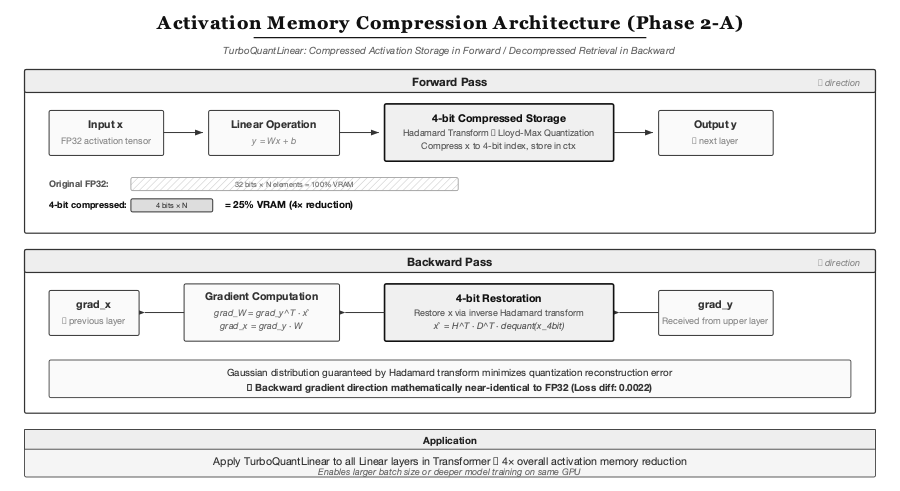 Activation Memory Compression Architecture (Phase 2-A)
TurboQuantLinear: Compressed Activation Storage in Forward / Decompressed Retrieval in Backward
Forward Pass
direction
Input x
FP32 activation tensor
Linear Operation
y = Wx + b
4-bit Compressed Storage
Hadamard Transform Lloyd-Max Quantization
Compress x to 4-bit index, store in ctx
Output y
next layer
Original FP32:
32 bits × N elements = 100% VRAM
4-bit compressed:
4 bits × N
= 25% VRAM (4× reduction)
Backward Pass
direction
grad_x
previous layer
Gradient Computation
grad_W = grad_y^T · x'
grad_x = grad_y · W
4-bit Restoration
Restore x via inverse Hadamard transform
x' = H^T · D^T · dequant(x_4bit)
grad_y
Received from upper layer
Gaussian distribution guaranteed by Hadamard transform minimizes quantization reconstruction error
Backward gradient direction mathematically near-identical to FP32 (Loss diff: 0.0022)
Application
Apply TurboQuantLinear to all Linear layers in Transformer 4× overall activation memory reduction
Enables larger batch size or deeper model training on same GPU